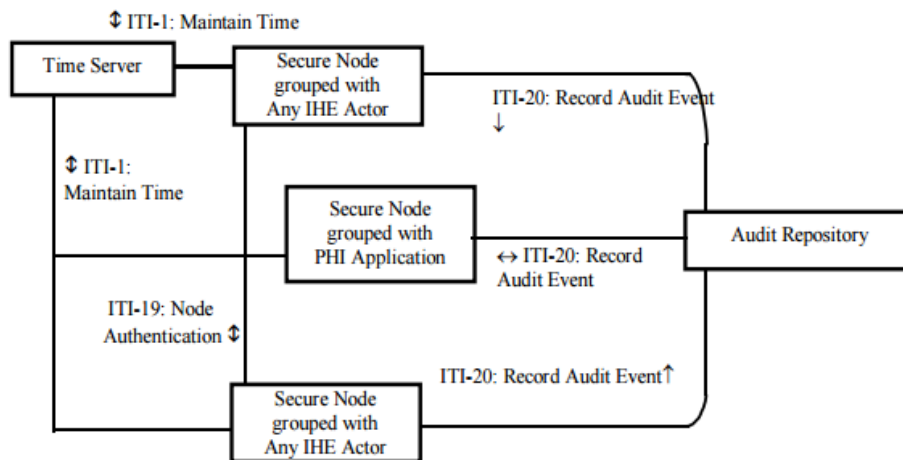 ⇕ ITI-1: Maintain Time
Time Server
Secure Node
grouped with
Any IHE Actor
ITI-20: Record Audit Event
↓
⇕ ITI-1:
Maintain Time
Secure Node
grouped with
PHI Application
Audit Repository
↔ ITI-20: Record
Audit Event
ITI-19: Node
Authentication ⇕
ITI-20: Record Audit Event↑
Secure Node
grouped with
Any IHE Actor